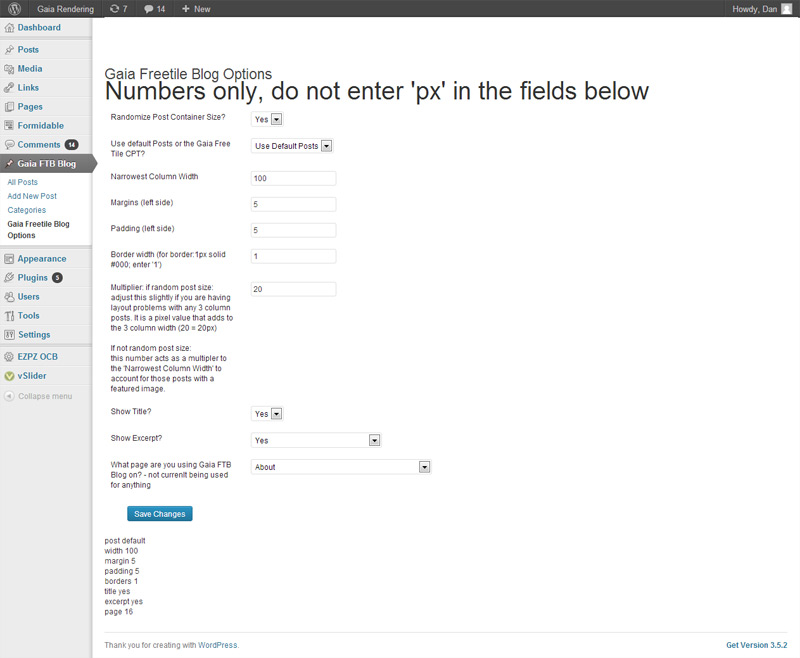 Gaia Rendering 7 14 + New Howdy, Dan
Dashboard
Posts
Media
Links
Pages
Formidable
Comments 14
Gaia FTB Blog
All Posts
Add New Post
Categories
Gaia Freetile Blog
Options
Appearance
Plugins 5
Users
Tools
Settings
EZPZ OCB
vSlider
Collapse menu
Gaia Freetile Blog Options
Numbers only, do not enter 'px' in the fields below
Randomize Post Container Size? Yes
Use default Posts or the Gaia Free
Tile CPT?
Use Default Posts
Narrowest Column Width 100
Margins (left side) 5
Padding (left side) 5
Border width (for border:1px solid
#000; enter '1')
1
Multiplier: if random post size:
adjust this slightly if you are having
layout problems with any 3 column
posts. It is a pixel value that adds to
the 3 column width (20 = 20px)
20
If not random post size:
this number acts as a multipler to
the 'Narrowest Column Width' to
account for those posts with a
featured image.
Show Title? Yes
Show Excerpt? Yes
What page are you using Gaia FTB
Blog on? - not currenlt being used
for anything
About
Save Changes
post default
width 100
margin 5
padding 5
borders 1
title yes
excerpt yes
page 16
Thank you for creating with WordPress. Get Version 3.5.2